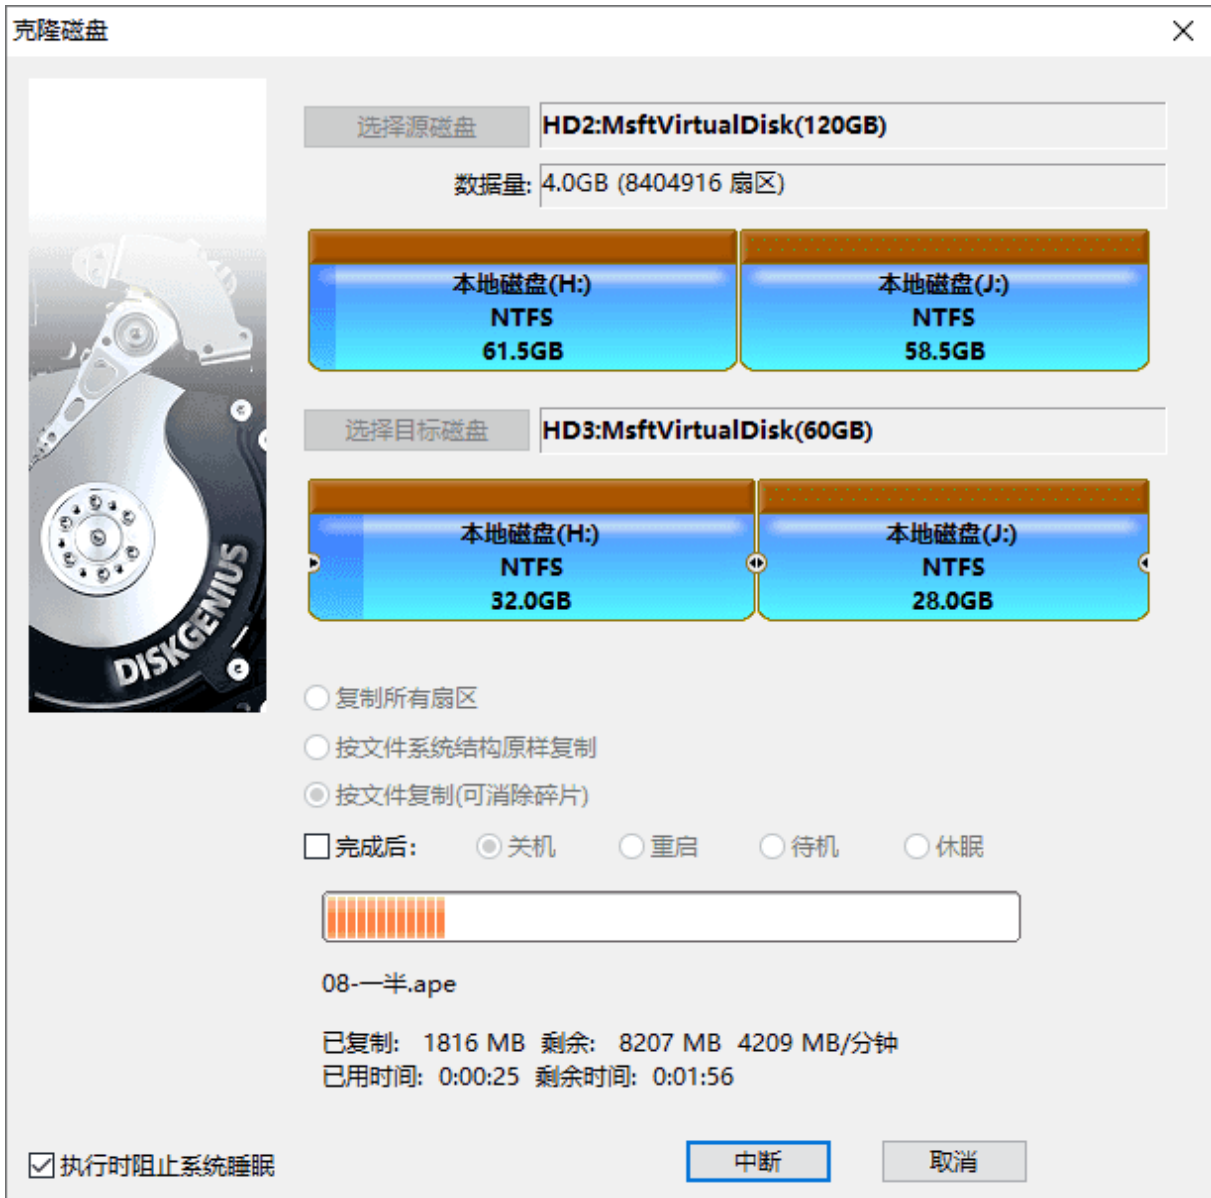 克隆磁盘
选择源磁盘 HD2:MsftVirtualDisk(120GB)
数据量: 4.0GB (8404916 扇区)
本地磁盘(H:)
NTFS
61.5GB
本地磁盘(J:)
NTFS
58.5GB
选择目标磁盘 HD3:MsftVirtualDisk(60GB)
本地磁盘(H:)
NTFS
32.0GB
本地磁盘(J:)
NTFS
28.0GB
DISKGENIUS
复制所有扇区
按文件系统结构原样复制
按文件复制(可消除碎片)
完成后: 关机 重启 待机 休眠
08-一半.ape
已复制: 1816 MB 剩余: 8207 MB 4209 MB/分钟
已用时间: 0:00:25 剩余时间: 0:01:56
执行时阻止系统睡眠 中断 取消